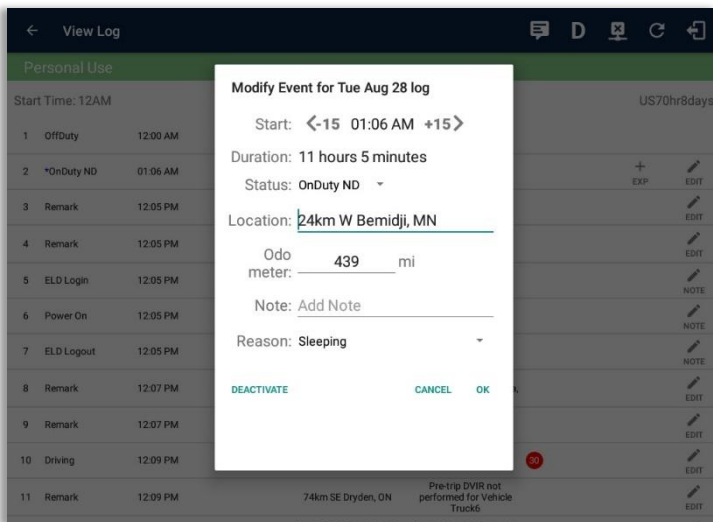 View Log
D
Personal Use
Start Time: 12AM
US70hr8days
Modify Event for Tue Aug 28 log
Start: -15 01:06 AM +15
Duration: 11 hours 5 minutes
Status: OnDuty ND
Location: 24km W Bemidji, MN
Odo meter: 439 mi
Note: Add Note
Reason: Sleeping
DEACTIVATE CANCEL OK
1 OffDuty 12:00 AM
2 *OnDuty ND 01:06 AM EXP EDIT
3 Remark 12:05 PM EDIT
4 Remark 12:05 PM EDIT
5 ELD Login 12:05 PM NOTE
6 Power On 12:05 PM NOTE
7 ELD Logout 12:05 PM NOTE
8 Remark 12:07 PM EDIT
9 Remark 12:07 PM EDIT
10 Driving 12:09 PM 30 EDIT
11 Remark 12:09 PM 74km SE Dryden, ON Pre-trip DVIR not performed for Vehicle Truck6 EDIT